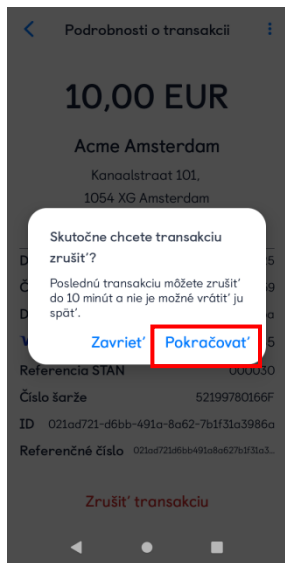 Podrobnosti o transakcii
10,00 EUR
Acme Amsterdam
Kanaalstraat 101,
1054 XG Amsterdam
Skutočne chcete transakciu
zrušiť?
Poslednú transakciu môžete zrušiť
do 10 minút a nie je možné vrátiť ju
späť.
Zavrieť Pokračovať
Referencia STAN 000030
Číslo šarže 52199780166F
ID 021ad721-d6bb-491a-8a62-7b1f31a3986a
Referenčné číslo 021ad721d6bb491a8a627b1f31a3...
Zrušiť transakciu